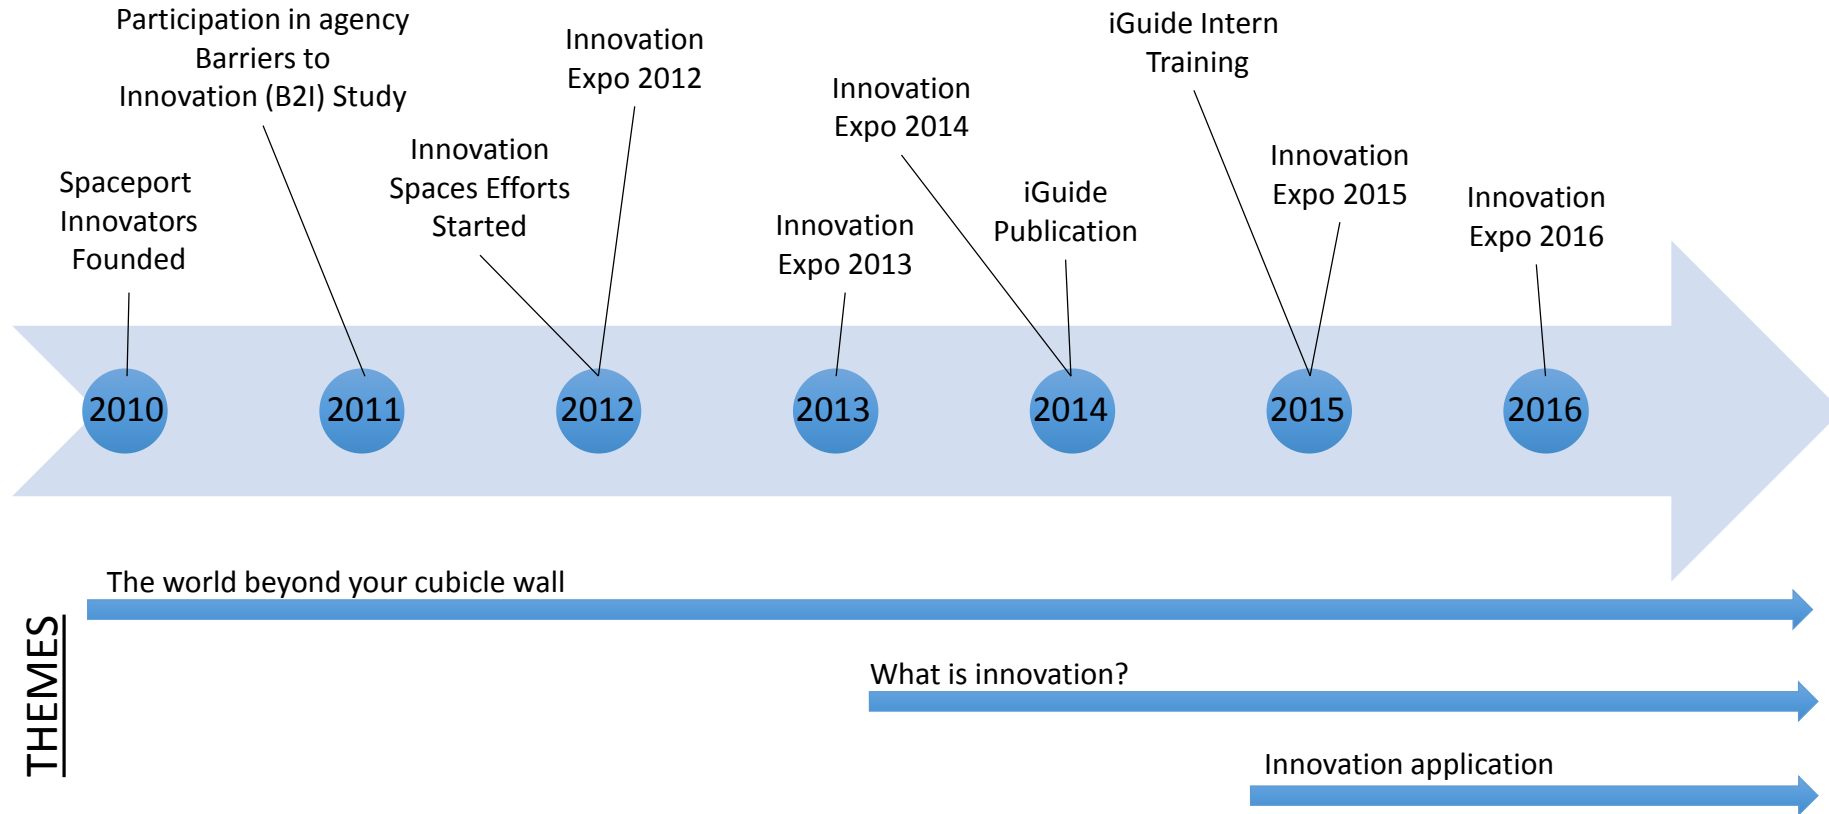 Participation in agency
Barriers to
Innovation (B2I) Study
Spaceport
Innovators
Founded
Innovation
Spaces Efforts
Started
Innovation
Expo 2012
Innovation
Expo 2013
Innovation
Expo 2014
iGuide
Publication
iGuide Intern
Training
Innovation
Expo 2015
Innovation
Expo 2016
2010
2011
2012
2013
2014
2015
2016
THEMES
The world beyond your cubicle wall
What is innovation?
Innovation application